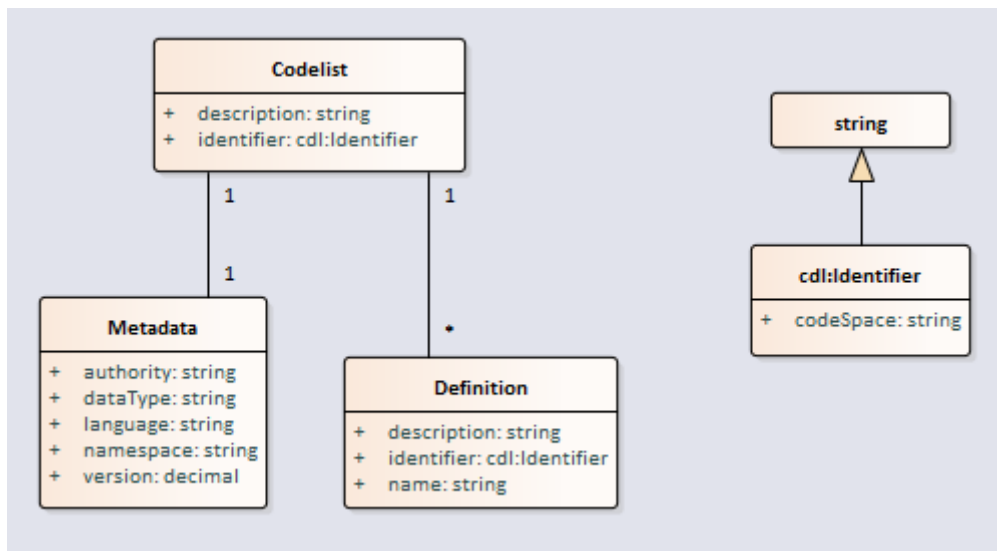 Codelist
+ description: string
+ identifier: cdl:Identifier
1
1
1
*
Metadata
+ authority: string
+ dataType: string
+ language: string
+ namespace: string
+ version: decimal
Definition
+ description: string
+ identifier: cdl:Identifier
+ name: string
string
cdl:Identifier
+ codeSpace: string